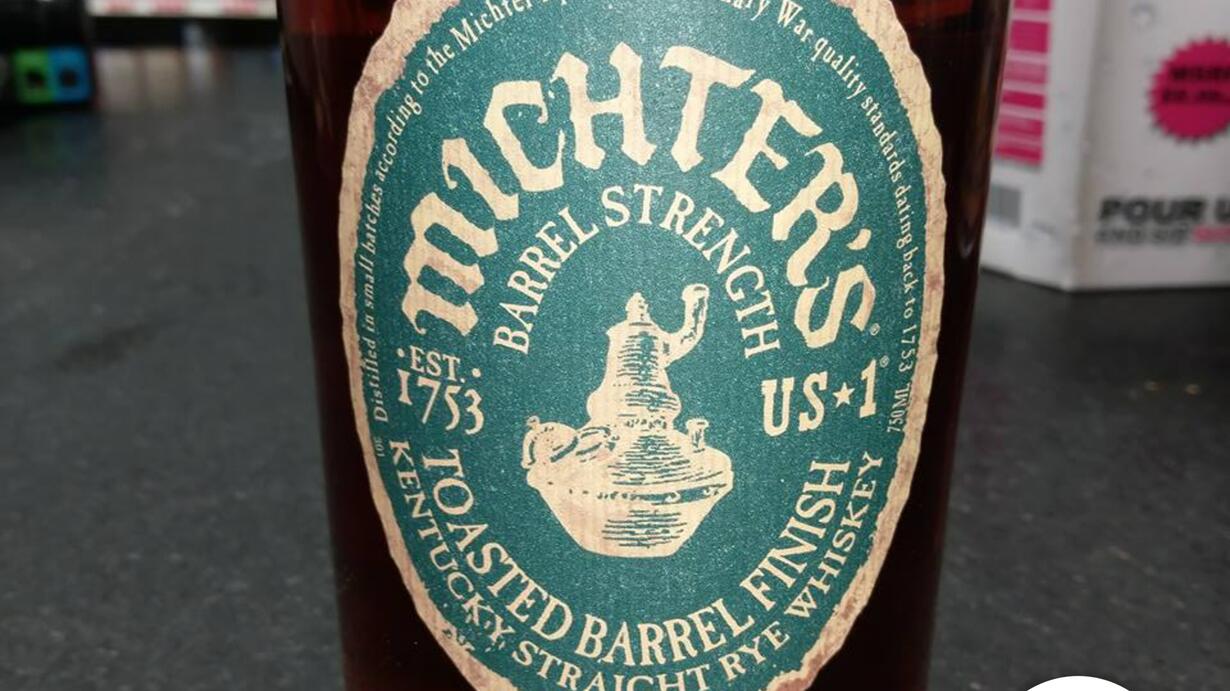 Distilled in small batches according to the Michter's War quality standards dating back to 1753
MICHTER'S®
BARREL STRENGTH
·EST.·
1753
US★1®
750 ML
TOASTED BARREL FINISH
KENTUCKY STRAIGHT RYE WHISKEY
POUR